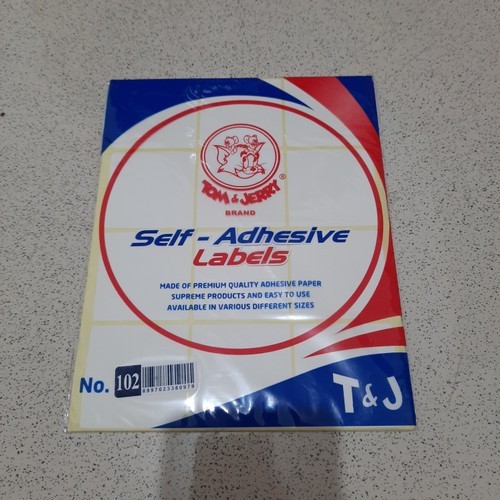 TOM & JERRY ®
BRAND
Self - Adhesive
Labels
MADE OF PREMIUM QUALITY ADHESIVE PAPER
SUPREME PRODUCTS AND EASY TO USE
AVAILABLE IN VARIOUS DIFFERENT SIZES
No. 102
8997023380979
T & J